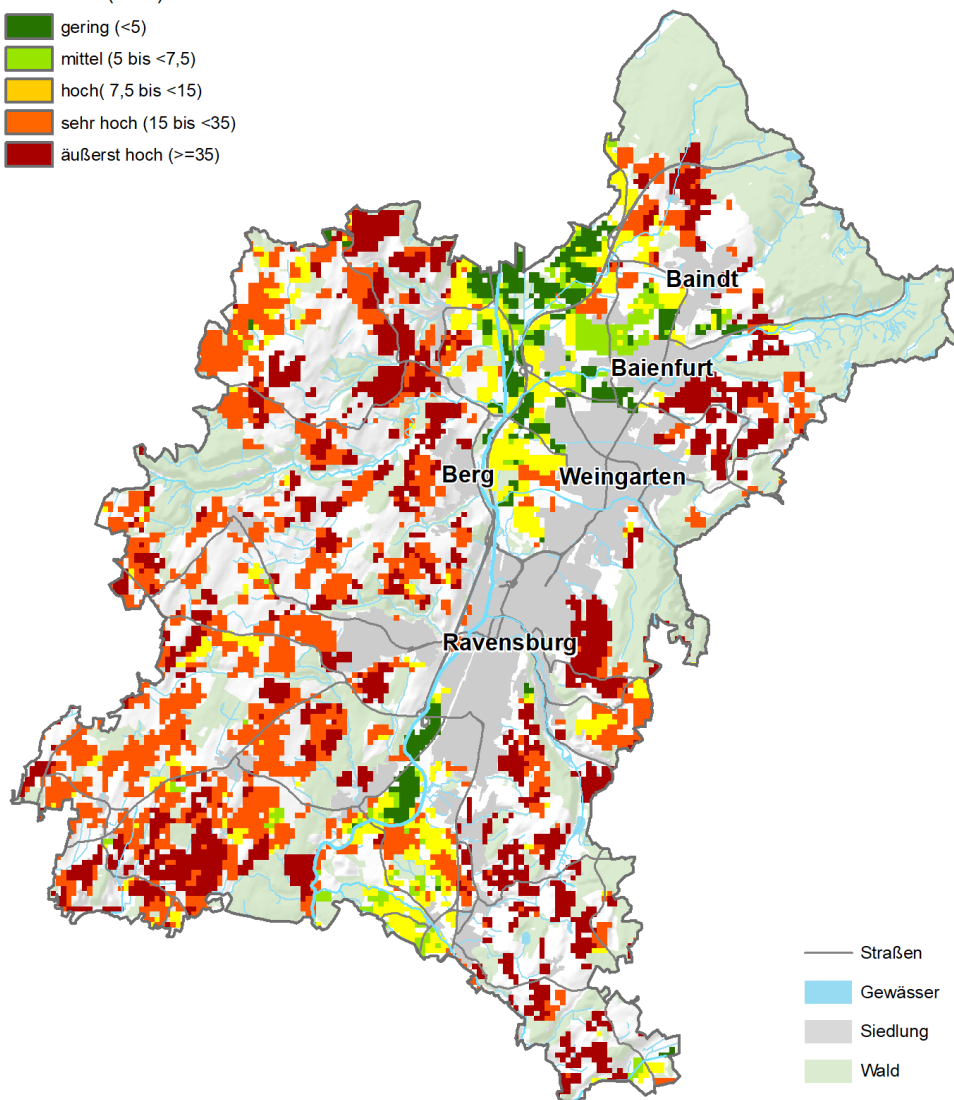 gering (<5)
mittel (5 bis <7,5)
hoch( 7,5 bis <15)
sehr hoch (15 bis <35)
äußerst hoch (>=35)
Baindt
Baienfurt
Berg
Weingarten
Ravensburg
Straßen
Gewässer
Siedlung
Wald